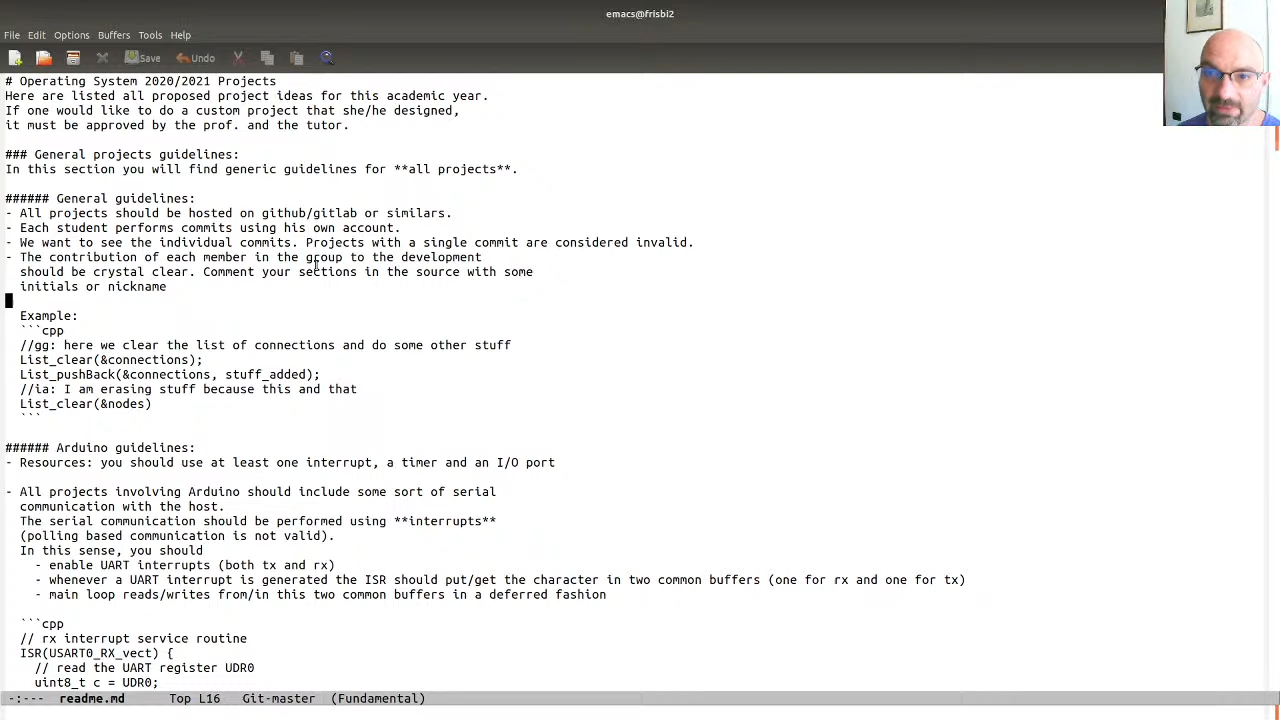 emacs@frisbi2
File Edit Options Buffers Tools Help
Save Undo
# Operating System 2020/2021 Projects
Here are listed all proposed project ideas for this academic year.
If one would like to do a custom project that she/he designed,
it must be approved by the prof. and the tutor.
### General projects guidelines:
In this section you will find generic guidelines for **all projects**.
###### General guidelines:
- All projects should be hosted on github/gitlab or similars.
- Each student performs commits using his own account.
- We want to see the individual commits. Projects with a single commit are considered invalid.
- The contribution of each member in the group to the development
should be crystal clear. Comment your sections in the source with some
initials or nickname
Example:
```cpp
//gg: here we clear the list of connections and do some other stuff
List_clear(&connections);
List_pushBack(&connections, stuff_added);
//ia: I am erasing stuff because this and that
List_clear(&nodes)
```
###### Arduino guidelines:
- Resources: you should use at least one interrupt, a timer and an I/O port
- All projects involving Arduino should include some sort of serial
communication with the host.
The serial communication should be performed using **interrupts**
(polling based communication is not valid).
In this sense, you should
- enable UART interrupts (both tx and rx)
- whenever a UART interrupt is generated the ISR should put/get the character in two common buffers (one for rx and one for tx)
- main loop reads/writes from/in this two common buffers in a deferred fashion
```cpp
// rx interrupt service routine
ISR(USART0_RX_vect) {
// read the UART register UDR0
uint8_t c = UDR0;
-:--- readme.md Top L16 Git-master (Fundamental)